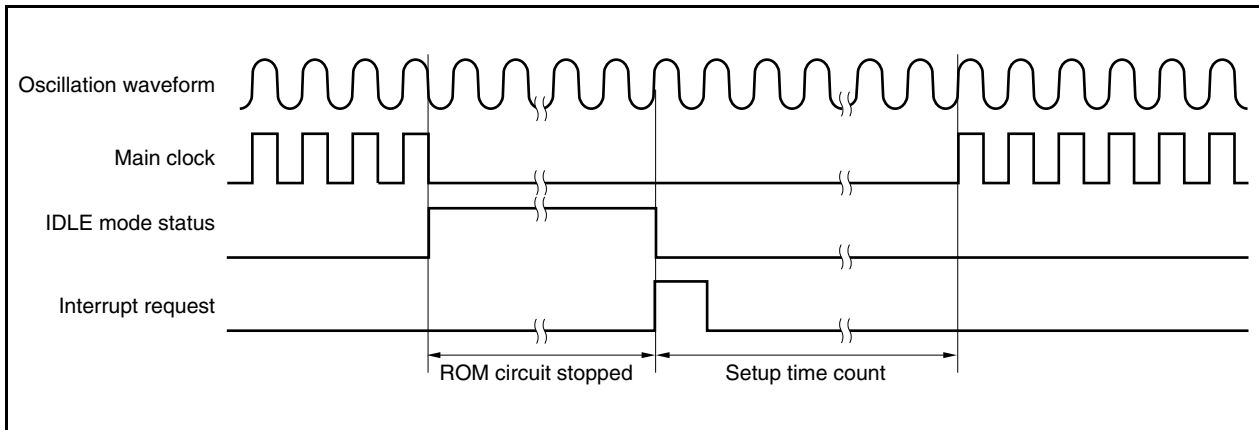 Oscillation waveform
Main clock
IDLE mode status
Interrupt request
ROM circuit stopped
Setup time count